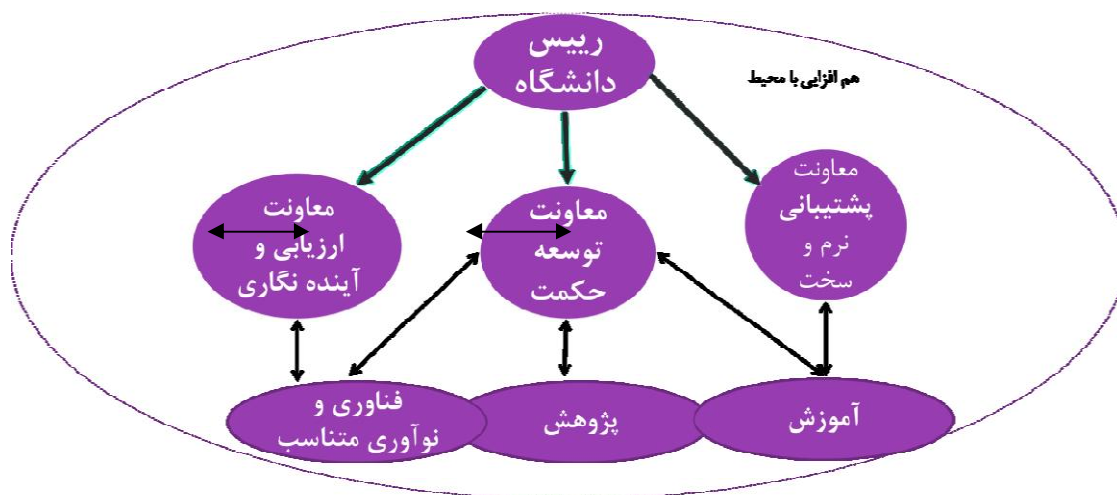 رییس
دانشگاه
هم افزایی با محیط
معاونت
پشتیبانی
نرم و
سخت
معاونت
توسعه
حکمت
معاونت
ارزیابی و
آینده نگاری
آموزش
پژوهش
فناوری و
نوآوری متناسب